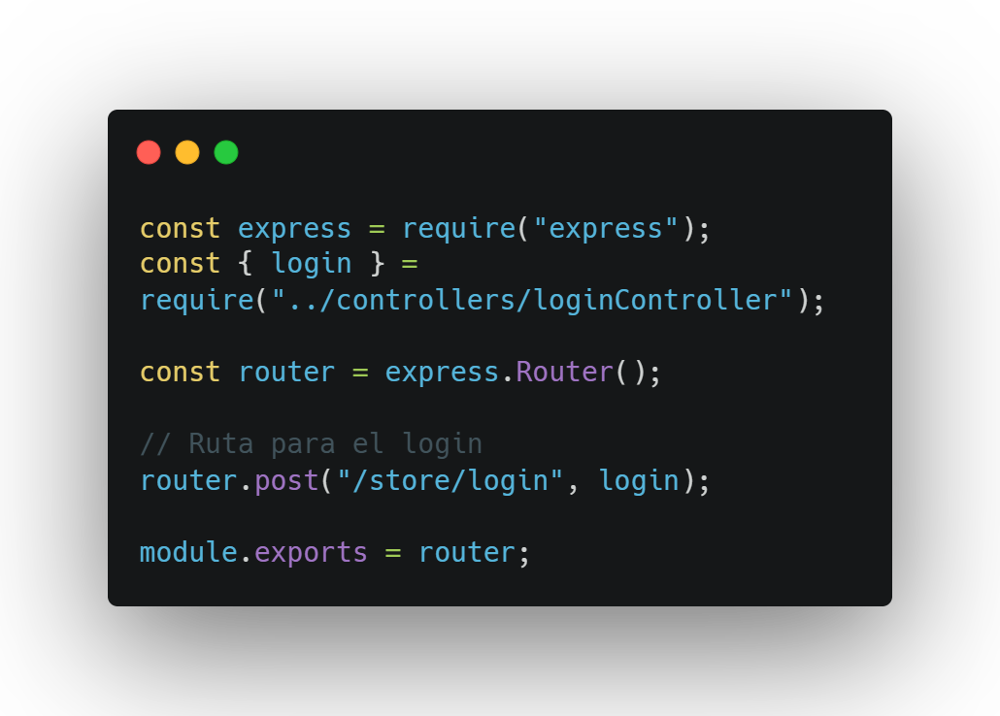 const express = require("express");
const { login } =
require("../controllers/loginController");
const router = express.Router();
// Ruta para el login
router.post("/store/login", login);
module.exports = router;